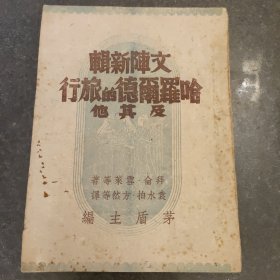 文陣新輯
哈羅爾德的旅行
及其他
拜倫·雪萊等著
袁水拍·方然等譯
茅盾主編